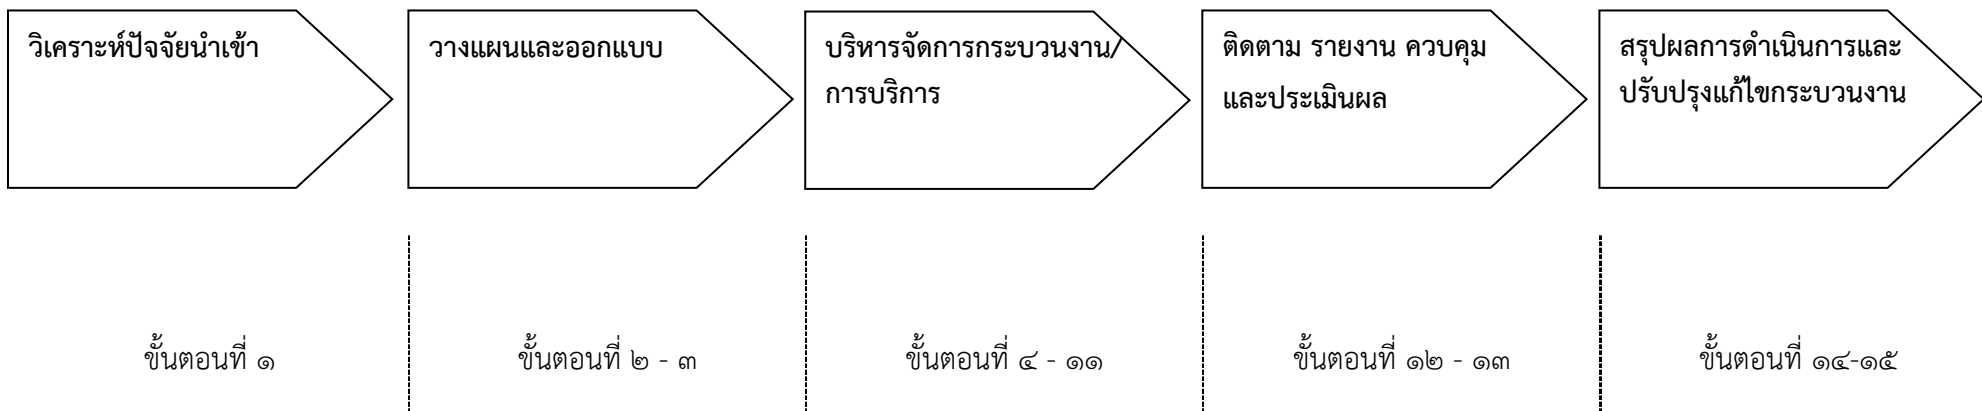 วิเคราะห์ปัจจัยนำเข้า
วางแผนและออกแบบ
บริหารจัดการกระบวนงาน/
การบริการ
ติดตาม รายงาน ควบคุม
และประเมินผล
สรุปผลการดำเนินการและ
ปรับปรุงแก้ไขกระบวนงาน
ขั้นตอนที่ ๑
ขั้นตอนที่ ๒ - ๓
ขั้นตอนที่ ๔ - ๑๑
ขั้นตอนที่ ๑๒ - ๑๓
ขั้นตอนที่ ๑๔-๑๕